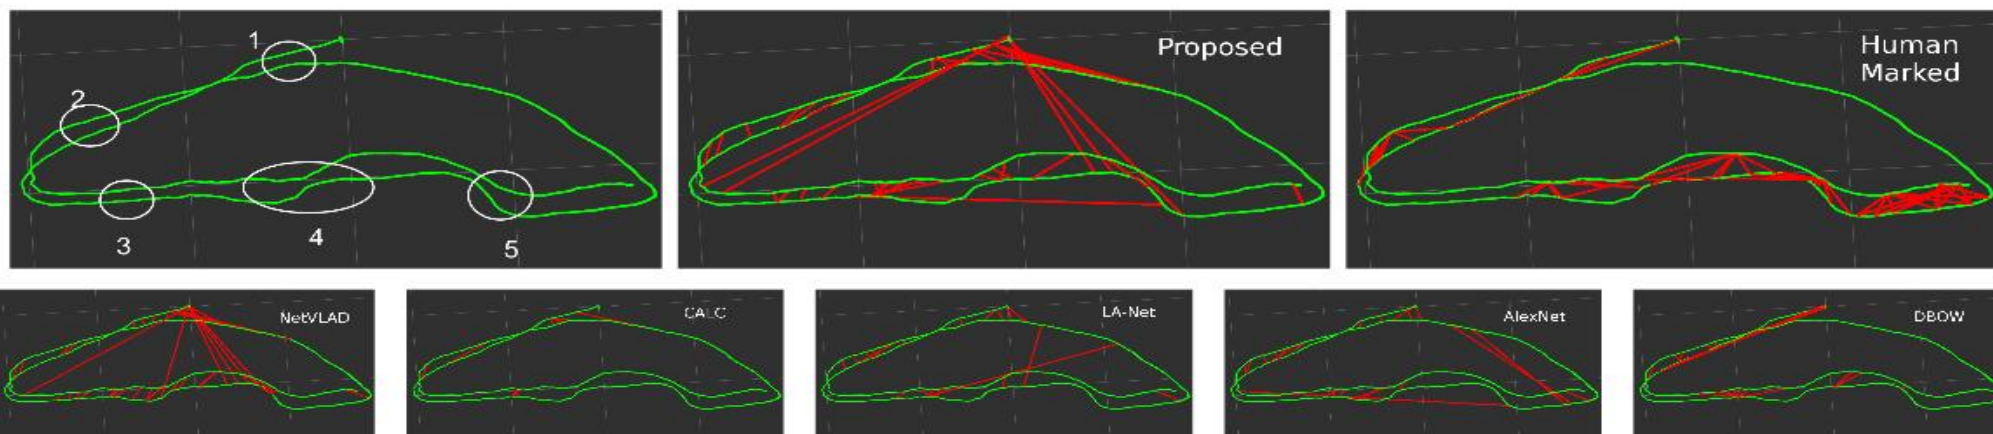 1
2
3
4
5
Proposed
Human
Marked
NetVLAD
CALC
LA-Net
AlexNet
DBOW